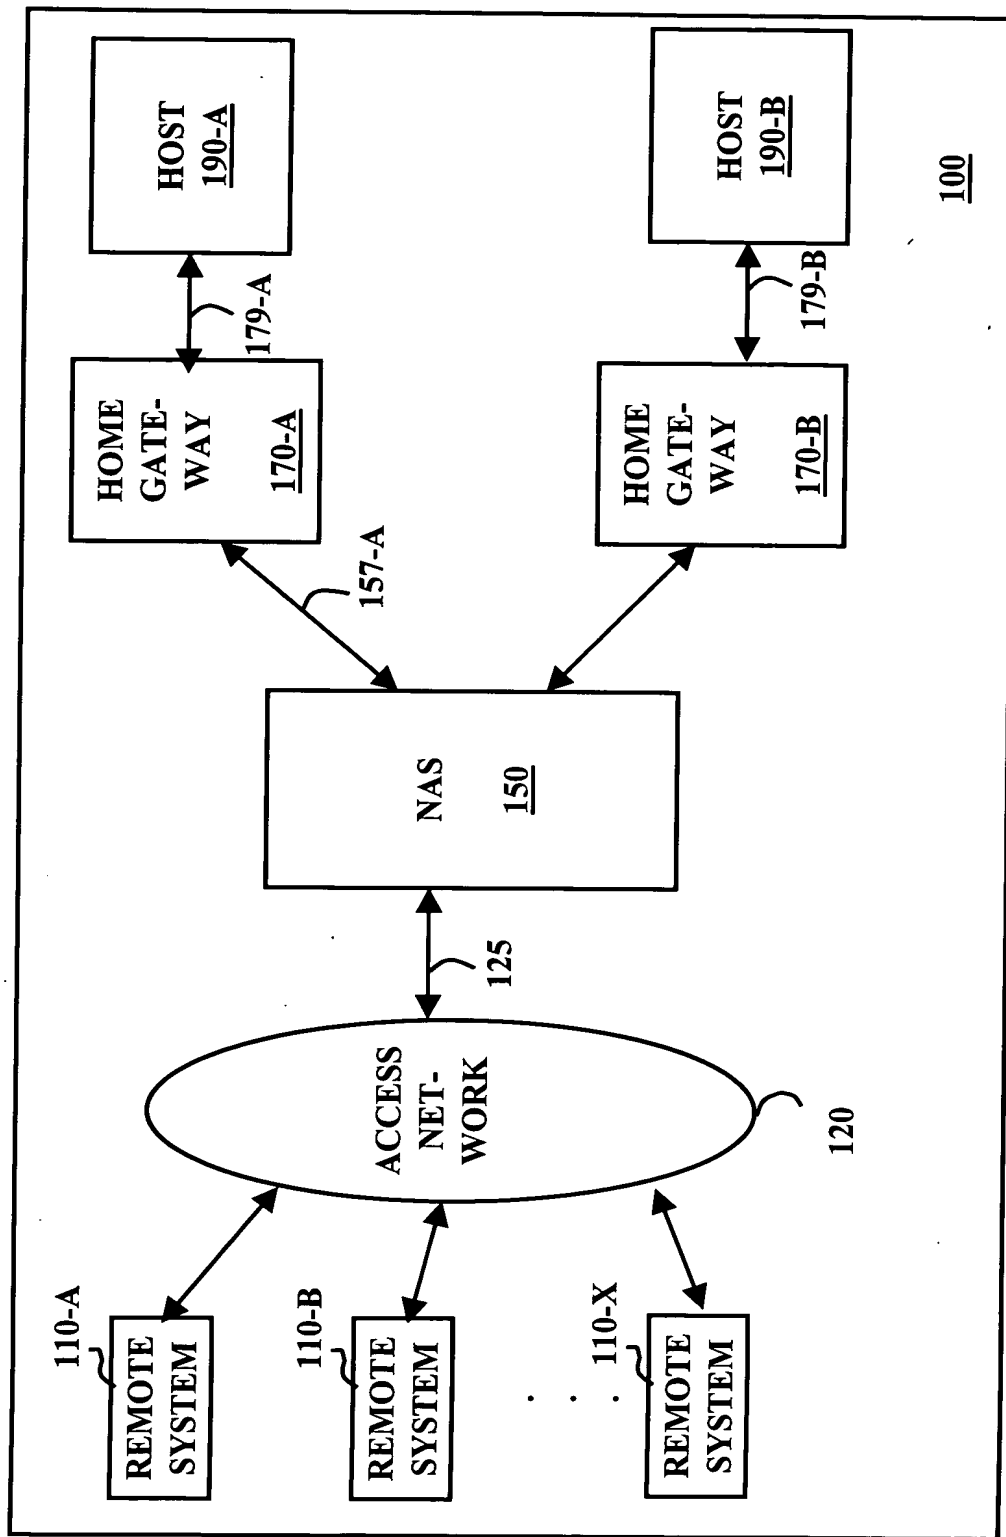 110-A
REMOTE
SYSTEM
110-B
REMOTE
SYSTEM
. . .
110-X
REMOTE
SYSTEM
ACCESS
NET-
WORK
120
125
NAS
150
157-A
HOME
GATE-
WAY
170-A
179-A
HOST
190-A
HOME
GATE-
WAY
170-B
179-B
HOST
190-B
100